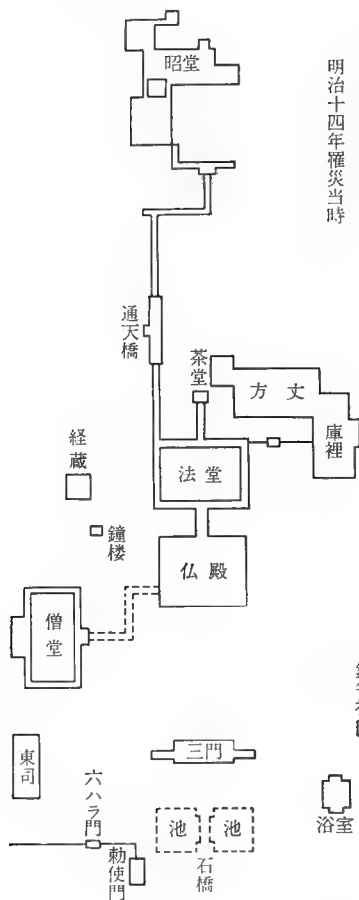 明治十四年罹災当時
昭堂
通天橋
茶堂
方丈
庫裡
経蔵
法堂
鐘楼
仏殿
僧堂
東司
三門
六ハラ門
勅使門
池
池
石橋
浴室